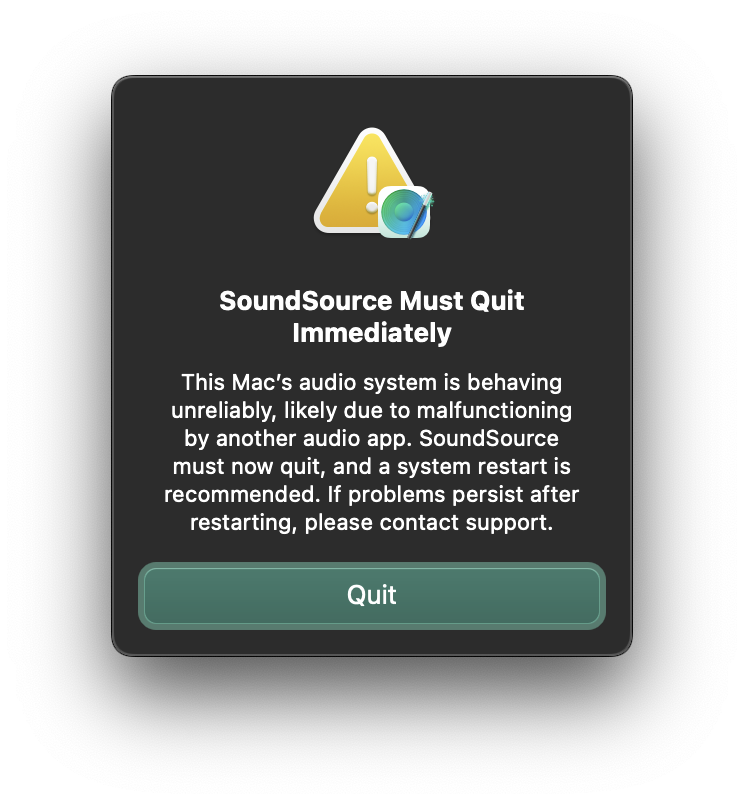 SoundSource Must Quit
Immediately
This Mac’s audio system is behaving
unreliably, likely due to malfunctioning
by another audio app. SoundSource
must now quit, and a system restart is
recommended. If problems persist after
restarting, please contact support.
Quit